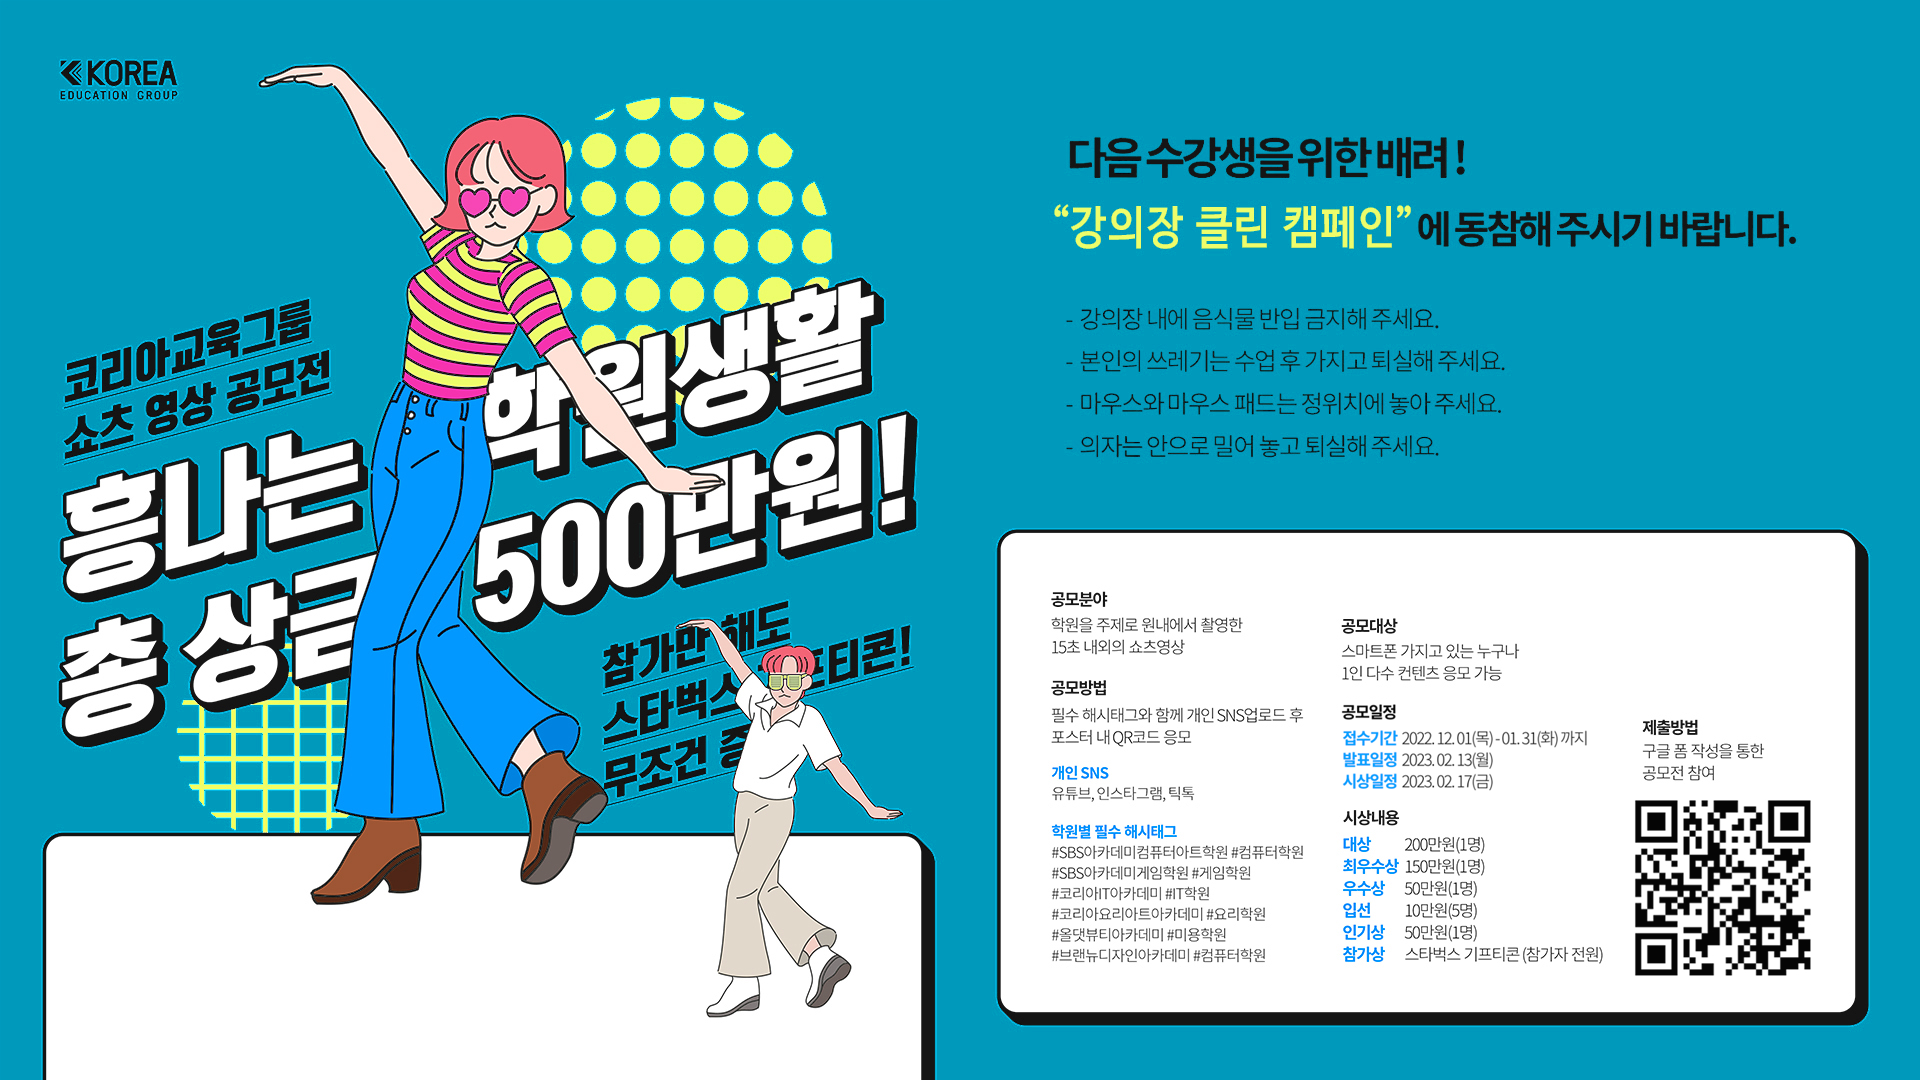 KOREA
EDUCATION GROUP
코리아교육그룹
쇼츠 영상 공모전
흥나는 학원생활
총 상금 500만원!
참가만 해도
스타벅스
무조건
다음 수강생을 위한 배려!
“강의장 클린 캠페인”에 동참해 주시기 바랍니다.
- 강의장 내에 음식물 반입 금지해 주세요.
- 본인의 쓰레기는 수업 후 가지고 퇴실해 주세요.
- 마우스와 마우스 패드는 정위치에 놓아 주세요.
- 의자는 안으로 밀어 놓고 퇴실해 주세요.
공모분야
학원을 주제로 원내에서 촬영한
15초 내외의 쇼츠영상
공모방법
필수 해시태그와 함께 개인 SNS업로드 후
포스터 내 QR코드 응모
개인 SNS
유튜브, 인스타그램, 틱톡
학원별 필수 해시태그
#SBS아카데미컴퓨터아트학원 #컴퓨터학원
#SBS아카데미게임학원 #게임학원
#코리아IT아카데미 #IT학원
#코리아요리아트아카데미 #요리학원
#올댓뷰티아카데미 #미용학원
#브랜뉴디자인아카데미 #컴퓨터학원
공모대상
스마트폰 가지고 있는 누구나
1인 다수 컨텐츠 응모 가능
공모일정
접수기간 2022. 12. 01(목) - 01. 31(화) 까지
발표일정 2023. 02. 13(월)
시상일정 2023. 02. 17(금)
시상내용
대상 200만원(1명)
최우수상 150만원(1명)
우수상 50만원(1명)
입선 10만원(5명)
인기상 50만원(1명)
참가상 스타벅스 기프티콘 (참가자 전원)
제출방법
구글 폼 작성을 통한
공모전 참여